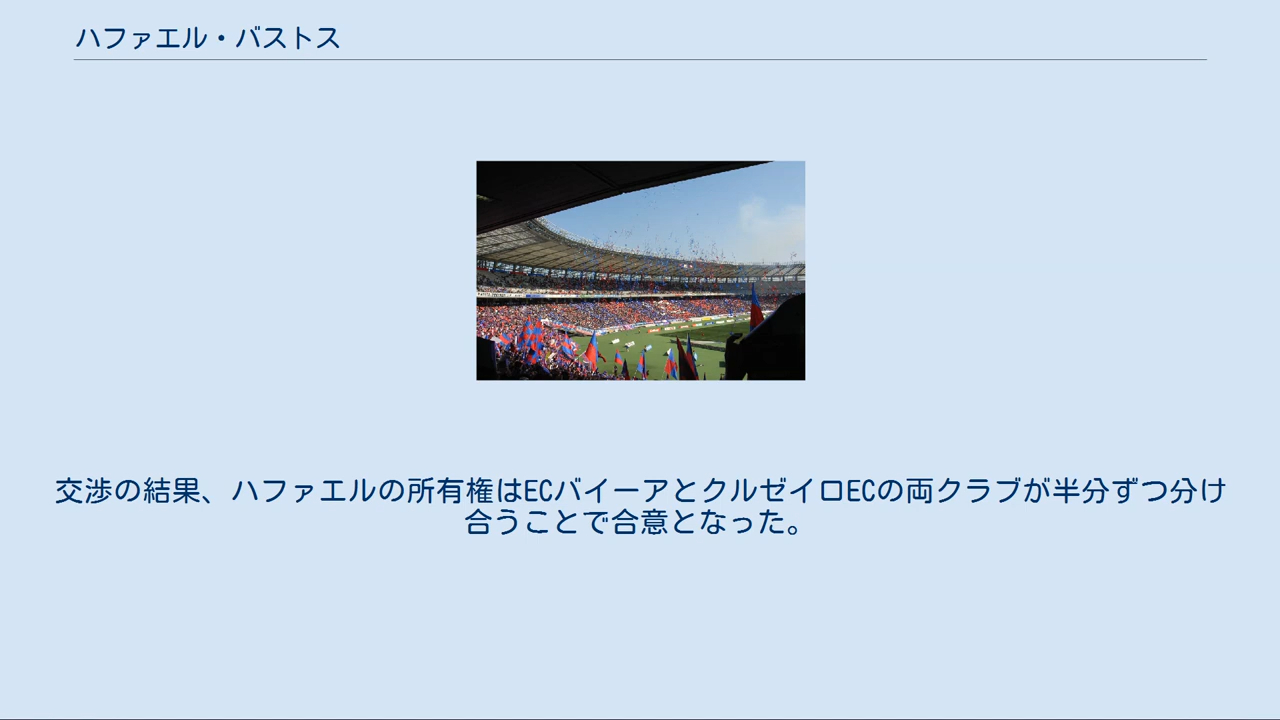 ハファエル・バストス
交渉の結果、ハファエルの所有権はECバイーアとクルゼイロECの両クラブが半分ずつ分け
合うことで合意となった。